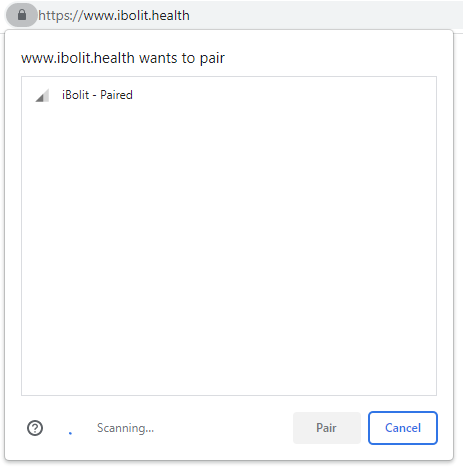 https://www.ibolit.health
www.ibolit.health wants to pair
iBolit - Paired
Scanning...
Pair
Cancel